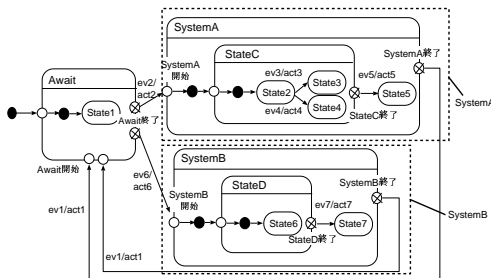 SystemA
StateC
SystemA終了
ev2/
act2
SystemA
開始
ev3/act3
State3
ev5/act5
Await
State2
State5
SystemA
State1
ev4/act4
State4
StateC終了
Await終了
SystemB
Await開始
ev6/
act6
StateD
SystemB終了
SystemB
開始
ev7/act7
SystemB
ev1/act1
State6
State7
StateD終了
ev1/act1